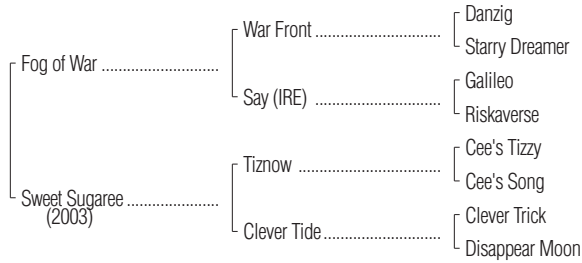 Danzig
War Front ......................
Starry Dreamer
Fog of War ........................
Galileo
Say (IRE) ......................
Riskaverse
Cee's Tizzy
Tiznow ......................
Cee's Song
Sweet Sugaree ...................
(2003)
Clever Trick
Clever Tide ......................
Disappear Moon